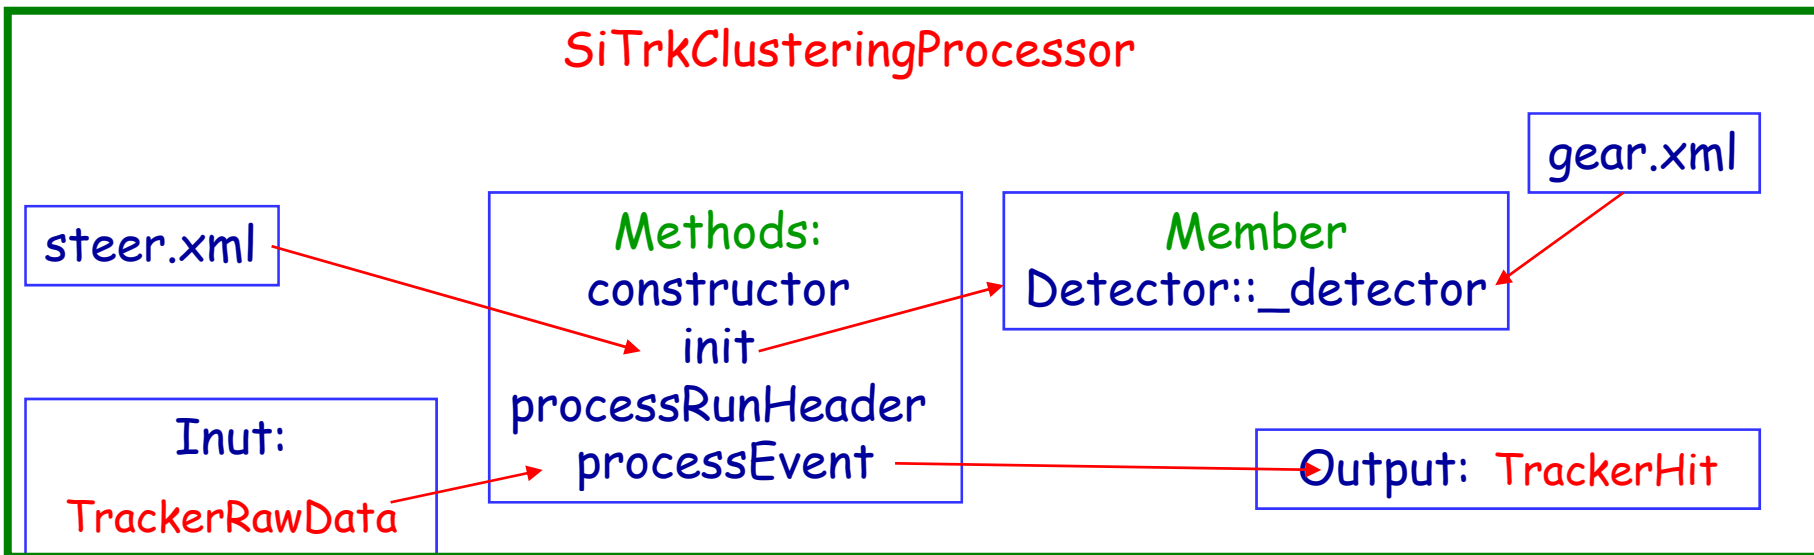 SiTrkClusteringProcessor
gear.xml
steer.xml
Methods:
constructor
init
processRunHeader
processEvent
Member
Detector::_detector
Inut:
TrackerRawData
Output: TrackerHit